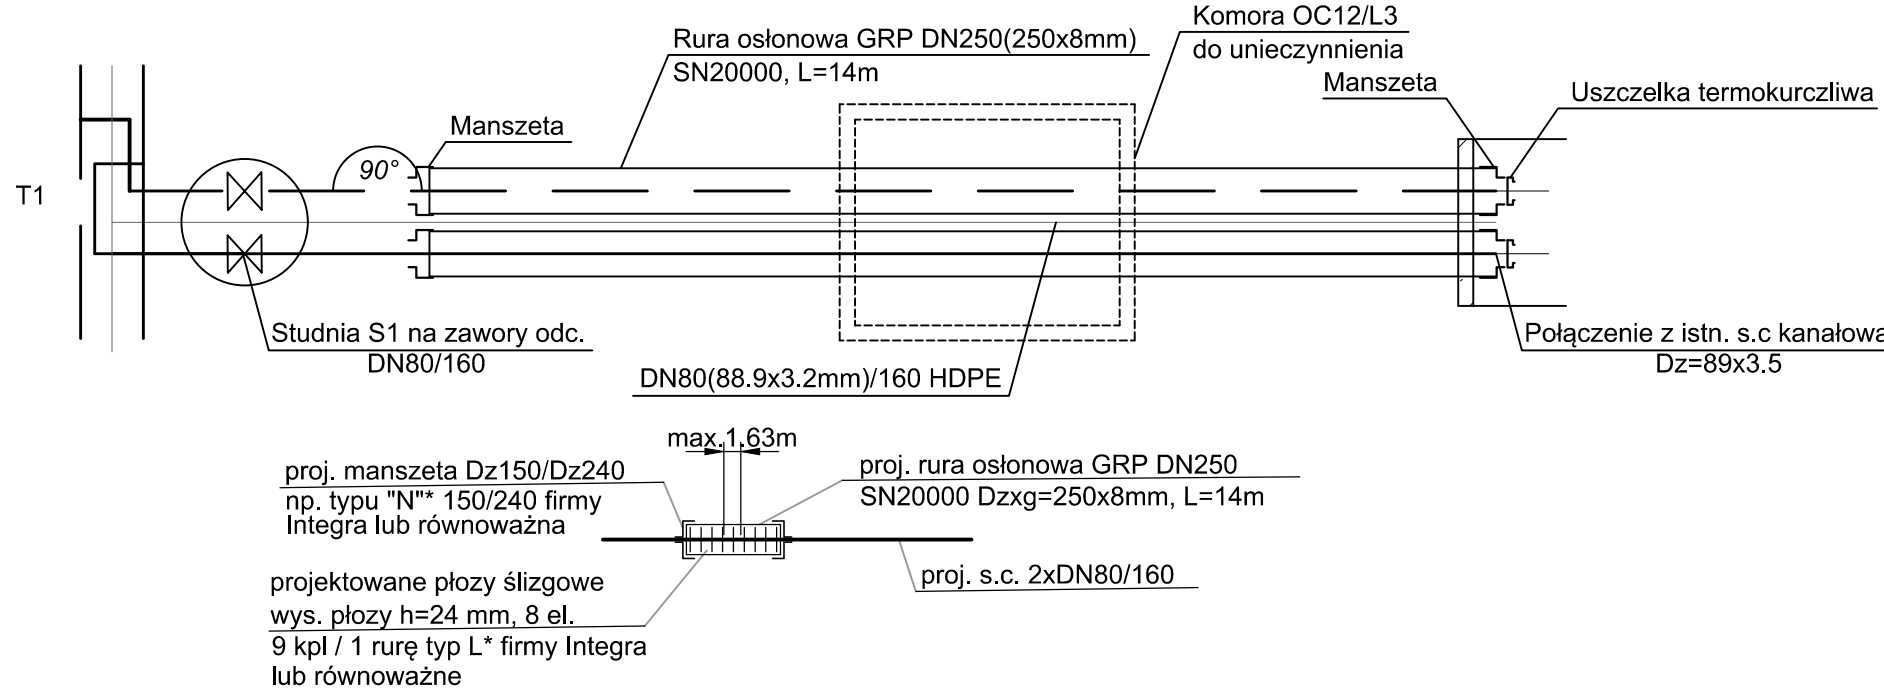 Komora OC12/L3
do unieczynnienia
Rura osłonowa GRP DN250(250x8mm)
SN20000, L=14m
Manszeta
Uszczelka termokurczliwa
Manszeta
90°
T1
Studnia S1 na zawory odc.
DN80/160
Połączenie z istn. s.c kanałowa
Dz=89x3.5
DN80(88.9x3.2mm)/160 HDPE
max.1.63m
proj. manszeta Dz150/Dz240
np. typu "N"* 150/240 firmy
Integra lub równoważna
proj. rura osłonowa GRP DN250
SN20000 Dzxg=250x8mm, L=14m
projektowane płozy ślizgowe
wys. płozy h=24 mm, 8 el.
9 kpl / 1 rurę typ L* firmy Integra
lub równoważne
proj. s.c. 2xDN80/160